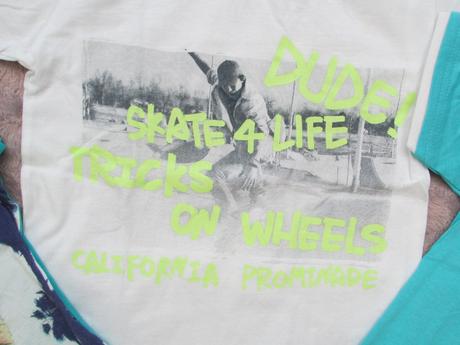 DUDE!
SKATE 4 LIFE
TRICKS
ON WHEELS
CALIFORNIA PROMINADE